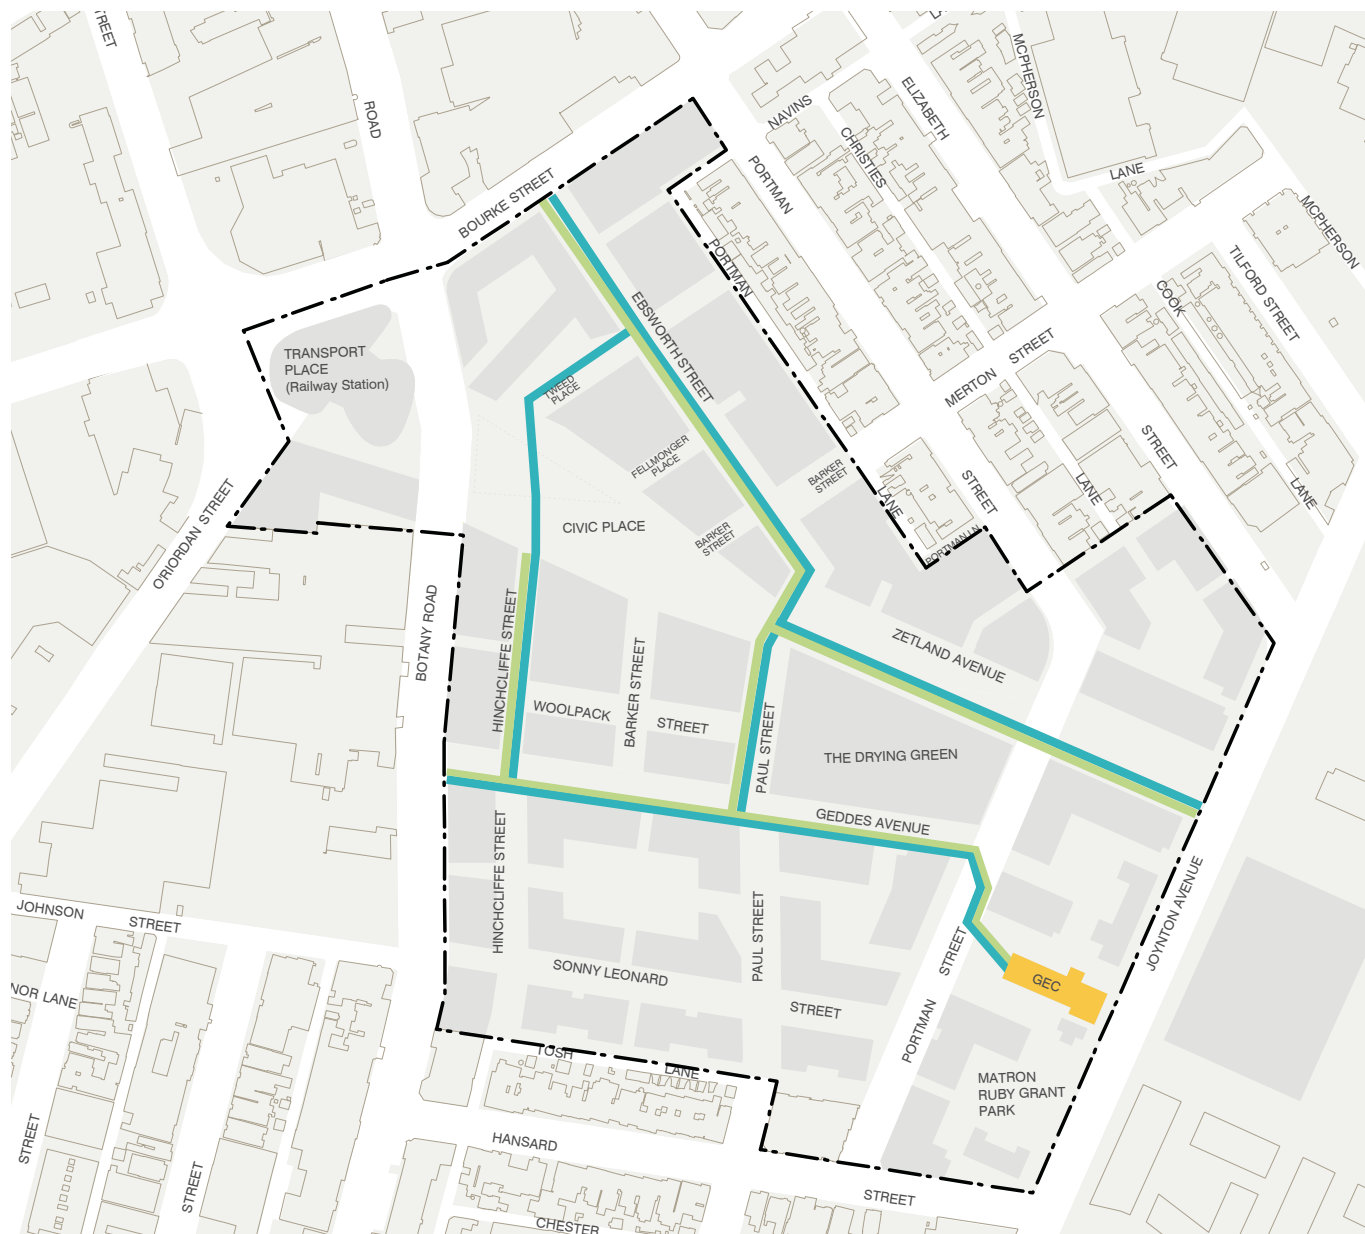 TREET
ROAD
BOURKE STREET
NAVINS
CHRISTIES
ELIZABETH
MCPHERSON
LANE
MCPHERSON
PORTMAN
PORTMAN
TILFORD STREET
COOK
LANE
TRANSPORT
PLACE
(Railway Station)
EBSWORTH STREET
TWEED
PLACE
FELLMONGER
PLACE
BARKER
STREET
BARKER
STREET
MERTON STREET
STREET
LANE
STREET
LANE
PORTMAN LN
O'RIORDAN STREET
CIVIC PLACE
BOTANY ROAD
HINCHCLIFFE STREET
BARKER STREET
WOOLPACK
STREET
PAUL STREET
ZETLAND AVENUE
THE DRYING GREEN
GEDDES AVENUE
HINCHCLIFFE STREET
PAUL STREET
JOYNTON AVENUE
JOHNSON
STREET
NOR LANE
SONNY LEONARD
STREET
STREET
PORTMAN
GEC
MATRON
RUBY GRANT
PARK
TOSH
LANE
HANSARD
STREET
STREET
STREET
CHESTER